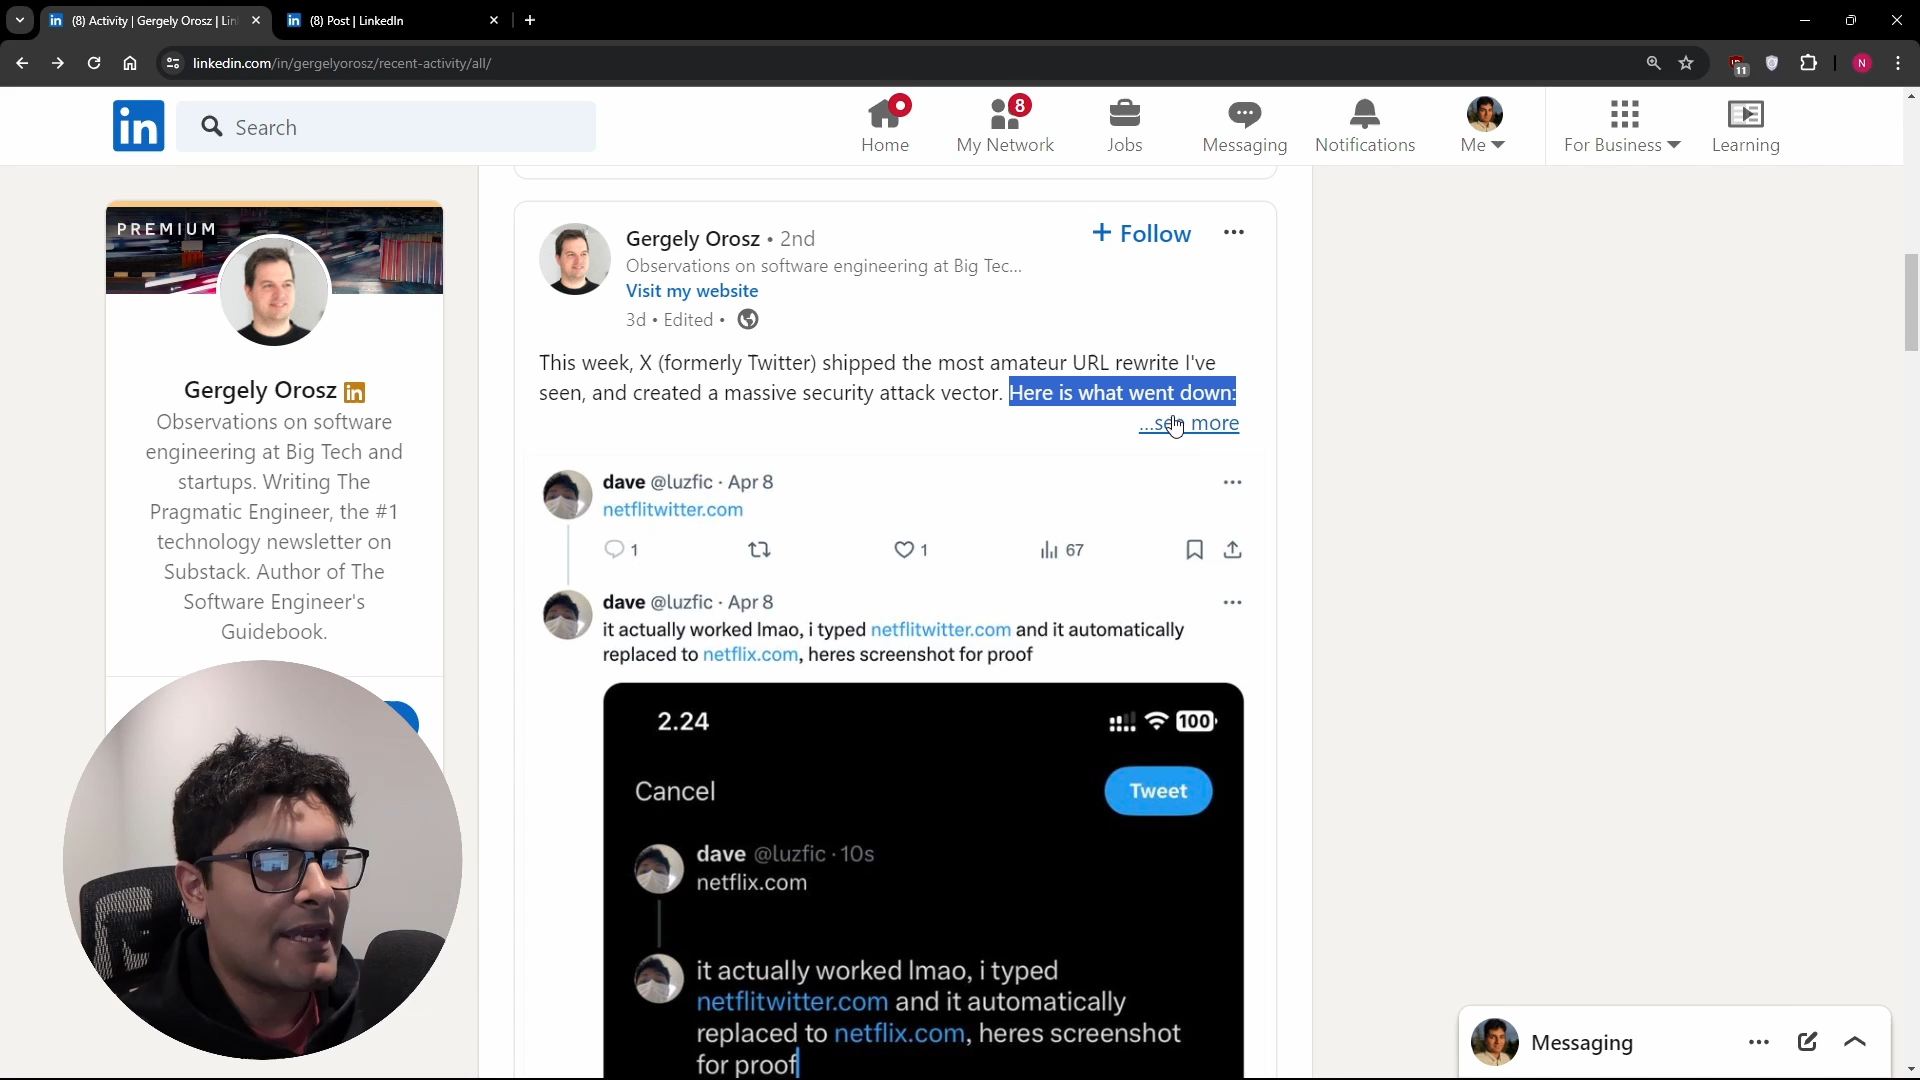 (8) Activity | Gergely Orosz | Lin
(8) Post | LinkedIn
linkedin.com/in/gergelyorosz/recent-activity/all/
11
N
in
Search
Home
8
My Network
Jobs
Messaging
Notifications
Me
For Business
Learning
PREMIUM
Gergely Orosz in
Observations on software
engineering at Big Tech and
startups. Writing The
Pragmatic Engineer, the #1
technology newsletter on
Substack. Author of The
Software Engineer's
Guidebook.
Gergely Orosz • 2nd
+ Follow
Observations on software engineering at Big Tec...
Visit my website
3d • Edited •
This week, X (formerly Twitter) shipped the most amateur URL rewrite I've
seen, and created a massive security attack vector. Here is what went down:
...see more
dave @luzfic · Apr 8
netflitwitter.com
1
1
67
dave @luzfic · Apr 8
it actually worked lmao, i typed netflitwitter.com and it automatically
replaced to netflix.com, heres screenshot for proof
2.24
100
Cancel
Tweet
dave @luzfic · 10s
netflix.com
it actually worked lmao, i typed
netflitwitter.com and it automatically
replaced to netflix.com, heres screenshot
for proof
Messaging